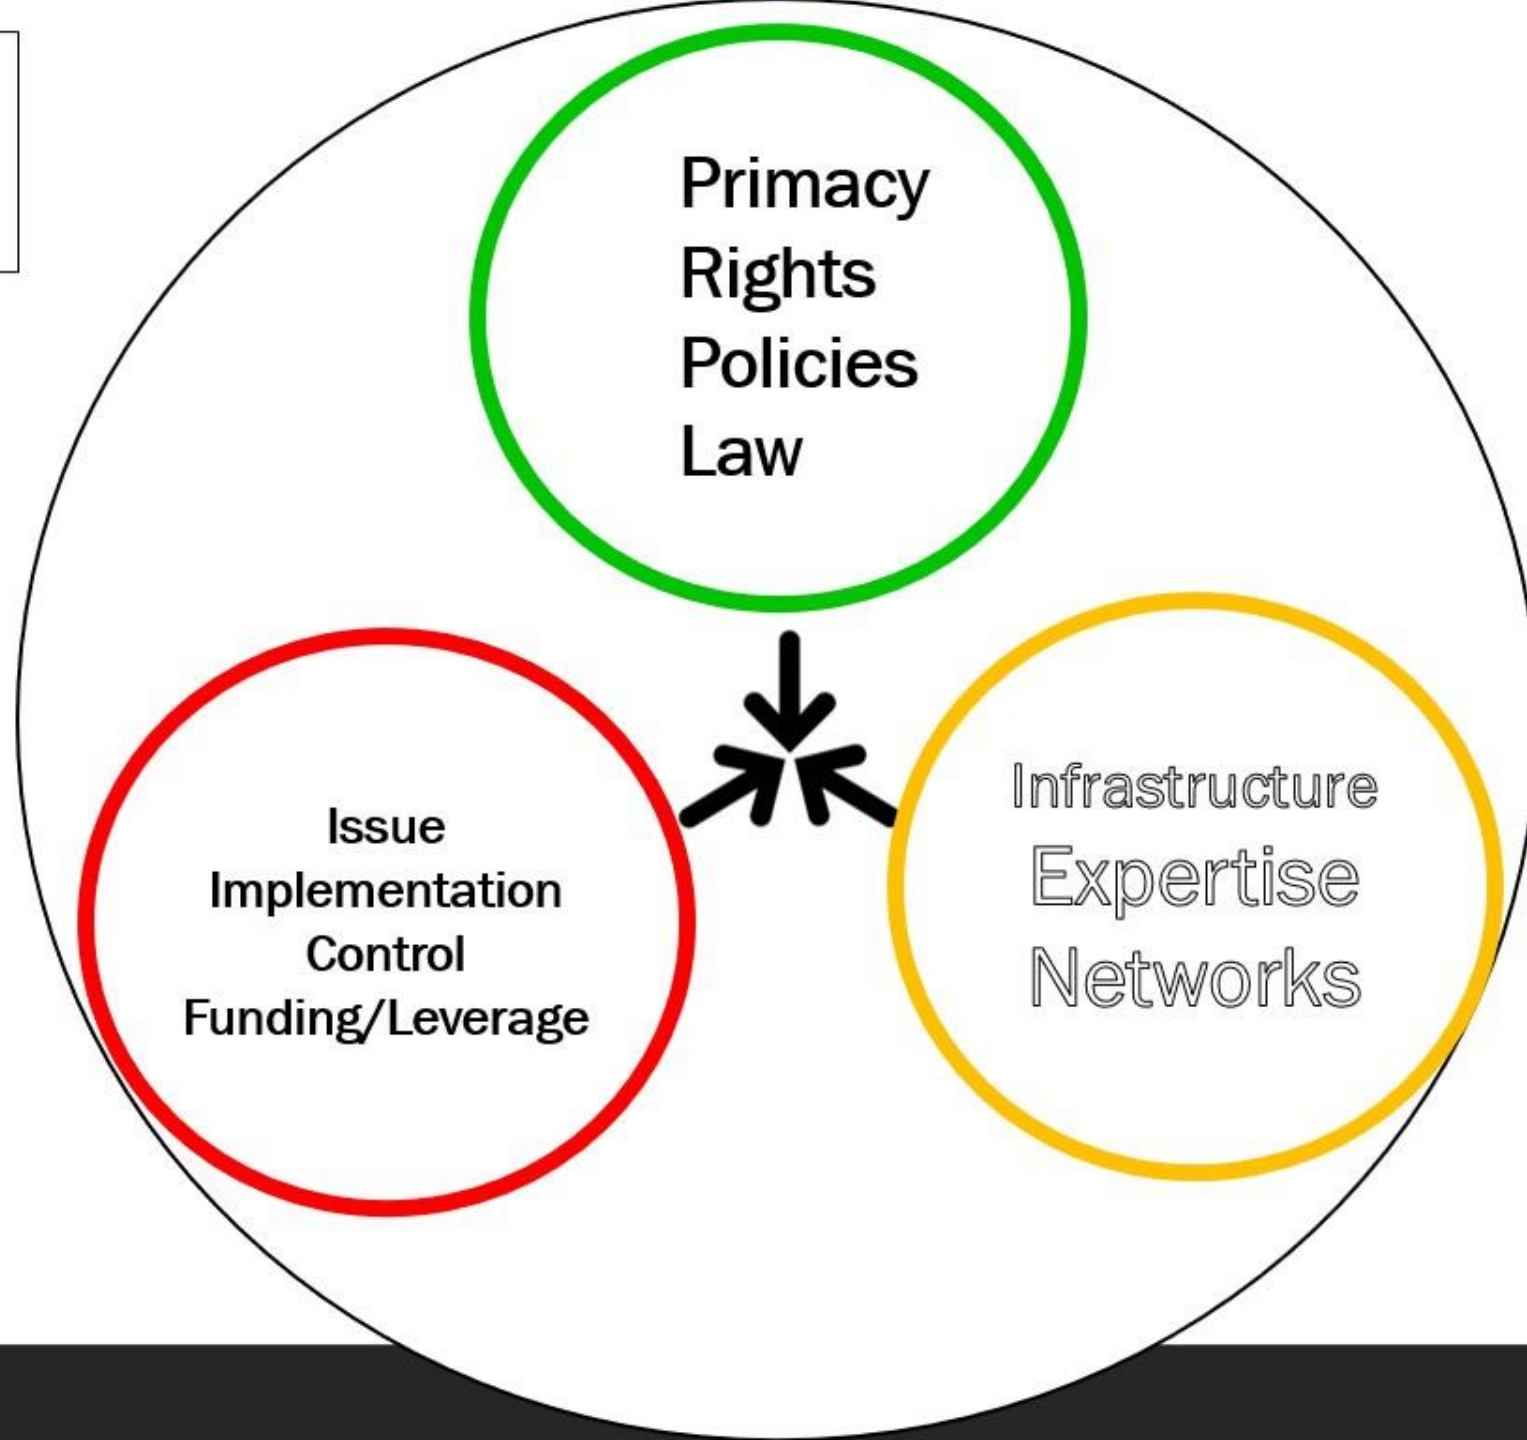 Primacy
Rights
Policies
Law
Issue
Implementation
Control
Funding/Leverage
Infrastructure
Expertise
Networks